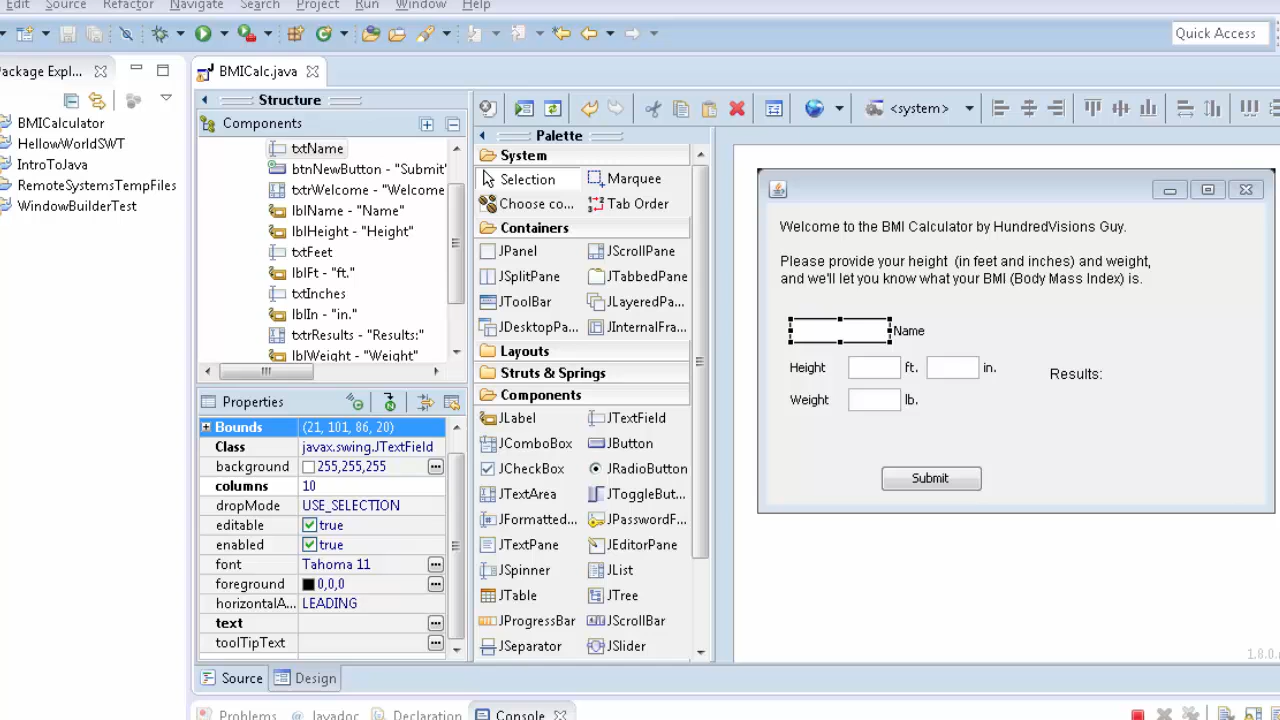 Edit Source Refactor Navigate Search Project Run Window Help
Quick Access
Package Expl...
BMICalculator
HellowWorldSWT
IntroToJava
RemoteSystemsTempFiles
WindowBuilderTest
BMICalc.java
Structure
Components
txtName
btnNewButton - "Submit"
txtrWelcome - "Welcome
lblName - "Name"
lblHeight - "Height"
txtFeet
lblFt - "ft."
txtInches
lblIn - "in."
txtrResults - "Results:"
lblWeight - "Weight"
Properties
Bounds (21, 101, 86, 20)
Class javax.swing.JTextField
background 255,255,255
columns 10
dropMode USE_SELECTION
editable true
enabled true
font Tahoma 11
foreground 0,0,0
horizontalA... LEADING
text
toolTipText
Source Design
<system>
Palette
System
Selection Marquee
Choose co... Tab Order
Containers
JPanel JScrollPane
JSplitPane JTabbedPane
JToolBar JLayeredPa...
JDesktopPa... JInternalFra...
Layouts
Struts & Springs
Components
JLabel JTextField
JComboBox JButton
JCheckBox JRadioButton
JTextArea JToggleBut...
JFormatted... JPasswordF...
JTextPane JEditorPane
JSpinner JList
JTable JTree
JProgressBar JScrollBar
JSeparator JSlider
Welcome to the BMI Calculator by HundredVisions Guy.
Please provide your height (in feet and inches) and weight,
and we'll let you know what your BMI (Body Mass Index) is.
Name
Height ft. in.
Results:
Weight lb.
Submit
1.8.0.
Problems Javadoc Declaration Console